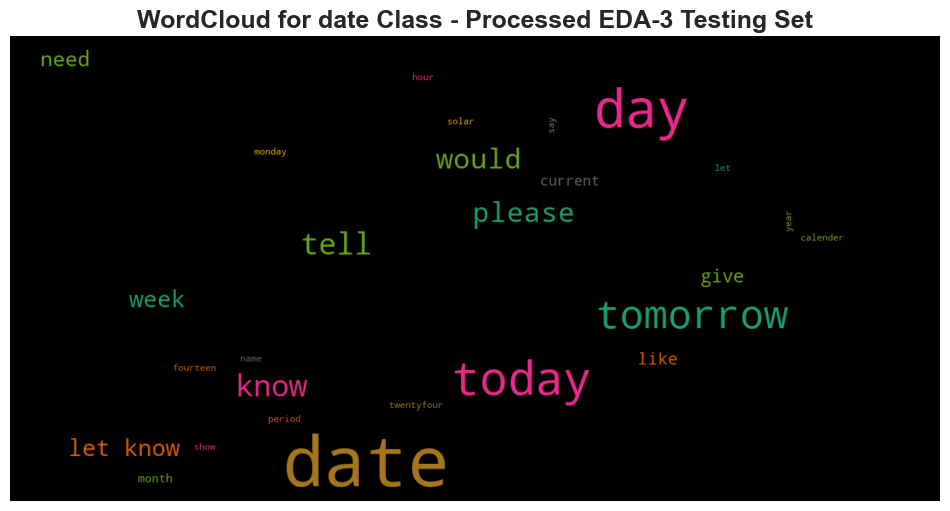 WordCloud for date Class - Processed EDA-3 Testing Set
need
hour
day
solar
say
monday
would
let
current
please
year
calender
tell
give
week
tomorrow
name
like
fourteen
know
today
twentyfour
period
let know
show
date
month